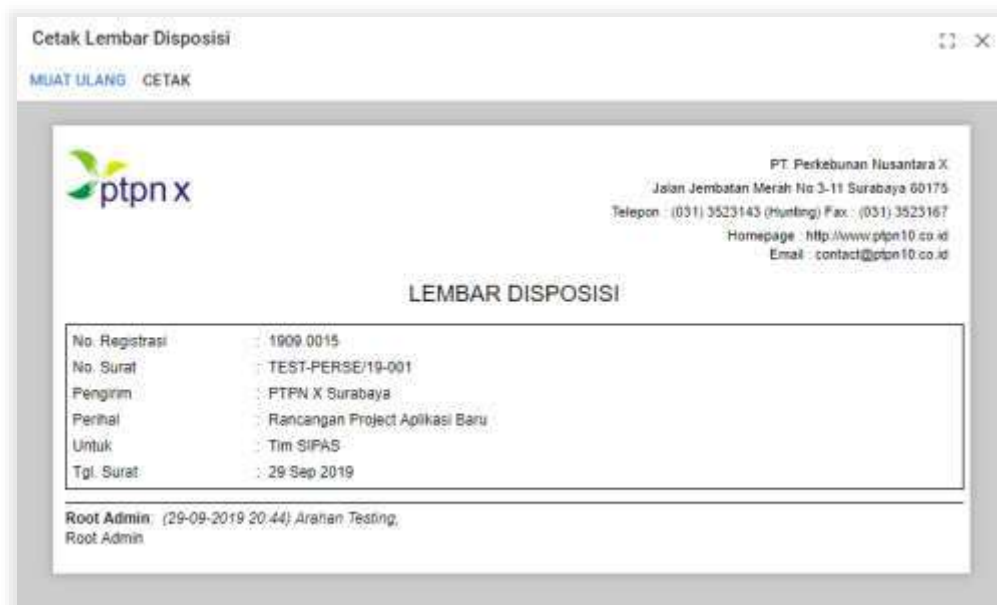 Cetak Lembar Disposisi
MUAT ULANG CETAK
ptpn x
PT. Perkebunan Nusantara X
Jalan Jembatan Merah No 3-11 Surabaya 60175
Telepon : (031) 3523143 (Hunting) Fax : (031) 3523167
Homepage : http://www.ptpn10.co.id
Email : contact@ptpn10.co.id
LEMBAR DISPOSISI
No. Registrasi : 1909.0015
No. Surat : TEST-PERSE/19-001
Pengirim : PTPN X Surabaya
Perihal : Rancangan Project Aplikasi Baru
Untuk : Tim SIPAS
Tgl. Surat : 29 Sep 2019
Root Admin: (29-09-2019 20:44) Arahan Testing,
Root Admin